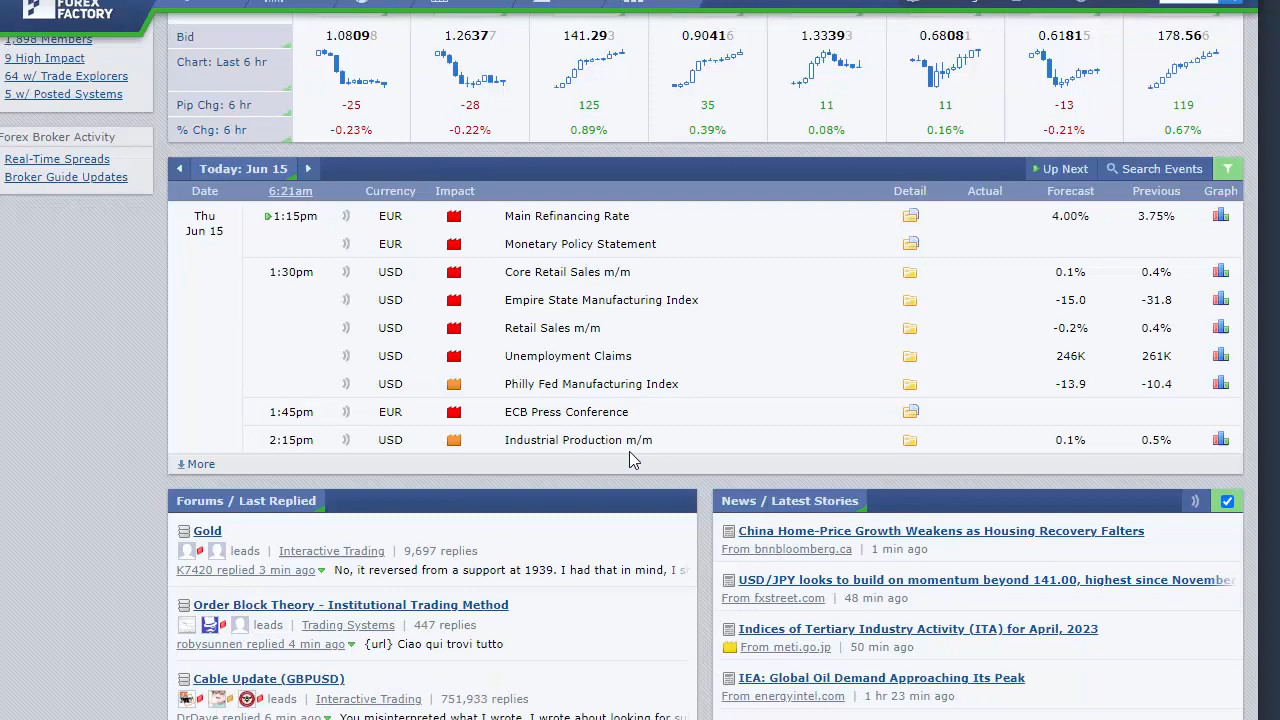 FOREX
FACTORY
1,898 Members
9 High Impact
64 w/ Trade Explorers
5 w/ Posted Systems
Forex Broker Activity
Real-Time Spreads
Broker Guide Updates
Bid 1.08098 1.26377 141.293 0.90416 1.33393 0.68081 0.61815 178.566
Chart: Last 6 hr
Pip Chg: 6 hr -25 -28 125 35 11 11 -13 119
% Chg: 6 hr -0.23% -0.22% 0.89% 0.39% 0.08% 0.16% -0.21% 0.67%
Today: Jun 15 Up Next Search Events
Date 6:21am Currency Impact Detail Actual Forecast Previous Graph
Thu 1:15pm EUR Main Refinancing Rate 4.00% 3.75%
Jun 15
EUR Monetary Policy Statement
1:30pm USD Core Retail Sales m/m 0.1% 0.4%
USD Empire State Manufacturing Index -15.0 -31.8
USD Retail Sales m/m -0.2% 0.4%
USD Unemployment Claims 246K 261K
USD Philly Fed Manufacturing Index -13.9 -10.4
1:45pm EUR ECB Press Conference
2:15pm USD Industrial Production m/m 0.1% 0.5%
More
Forums / Last Replied
Gold
leads | Interactive Trading | 9,697 replies
K7420 replied 3 min ago No, it reversed from a support at 1939. I had that in mind, I
Order Block Theory - Institutional Trading Method
leads | Trading Systems | 447 replies
robysunnen replied 4 min ago {url} Ciao qui trovi tutto
Cable Update (GBPUSD)
leads | Interactive Trading | 751,933 replies
DrDave replied 6 min ago You misinterpreted what I wrote. I wrote about looking for
News / Latest Stories
China Home-Price Growth Weakens as Housing Recovery Falters
From bnnbloomberg.ca | 1 min ago
USD/JPY looks to build on momentum beyond 141.00, highest since Novembe
From fxstreet.com | 48 min ago
Indices of Tertiary Industry Activity (ITA) for April, 2023
From meti.go.jp | 50 min ago
IEA: Global Oil Demand Approaching Its Peak
From energyintel.com | 1 hr 23 min ago